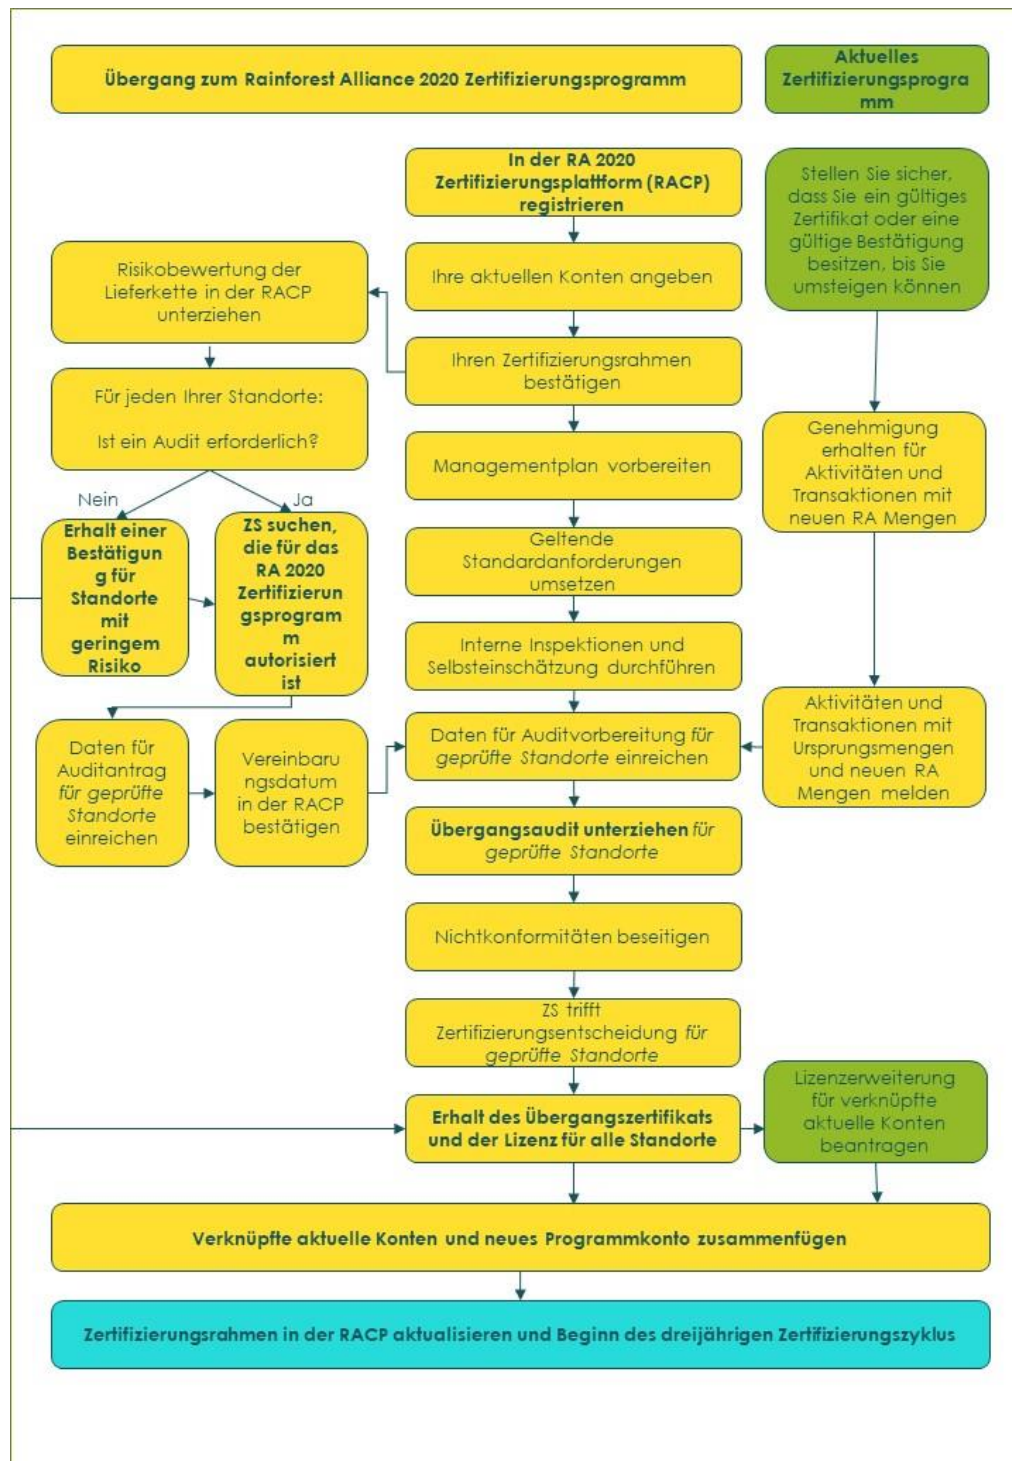 Übergang zum Rainforest Alliance 2020 Zertifizierungsprogramm
Aktuelles
Zertifizierungsprogra
mm
In der RA 2020
Zertifizierungsplattform (RACP)
registrieren
Stellen Sie sicher,
dass Sie ein gültiges
Zertifikat oder eine
gültige Bestätigung
besitzen, bis Sie
umsteigen können
Risikobewertung der
Lieferkette in der RACP
unterziehen
Ihre aktuellen Konten angeben
Ihren Zertifizierungsrahmen
bestätigen
Für jeden Ihrer Standorte:
Ist ein Audit erforderlich?
Managementplan vorbereiten
Genehmigung
erhalten für
Aktivitäten und
Transaktionen mit
neuen RA Mengen
Nein
Ja
Erhalt einer
Bestätigun
g für
Standorte
mit
geringem
Risiko
ZS suchen,
die für das
RA 2020
Zertifizierun
gsprogram
m
autorisiert
ist
Geltende
Standardanforderungen
umsetzen
Interne Inspektionen und
Selbsteinschätzung durchführen
Daten für
Auditantrag
für geprüfte
Standorte
einreichen
Vereinbaru
ngsdatum
in der RACP
bestätigen
Daten für Auditvorbereitung für
geprüfte Standorte einreichen
Aktivitäten und
Transaktionen mit
Ursprungsmengen
und neuen RA
Mengen melden
Übergangsaudit unterziehen für
geprüfte Standorte
Nichtkonformitäten beseitigen
ZS trifft
Zertifizierungsentscheidung für
geprüfte Standorte
Erhalt des Übergangszertifikats
und der Lizenz für alle Standorte
Lizenzerweiterung
für verknüpfte
aktuelle Konten
beantragen
Verknüpfte aktuelle Konten und neues Programmkonto zusammenfügen
Zertifizierungsrahmen in der RACP aktualisieren und Beginn des dreijährigen Zertifizierungszyklus